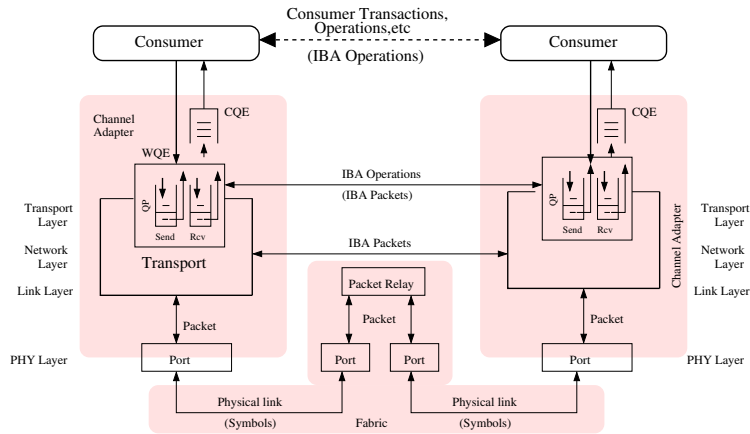 Consumer Transactions,
Operations,etc
(IBA Operations)
Consumer
Consumer
Channel
Adapter
CQE
WQE
CQE
IBA Operations
(IBA Packets)
QP
Send
Rcv
QP
Send
Rcv
Transport
Layer
Network
Layer
Link Layer
PHY Layer
Transport
IBA Packets
Channel Adapter
Transport
Layer
Network
Layer
Link Layer
PHY Layer
Packet Relay
Packet
Packet
Packet
Port
Port
Port
Port
Physical link
(Symbols)
Physical link
(Symbols)
Fabric